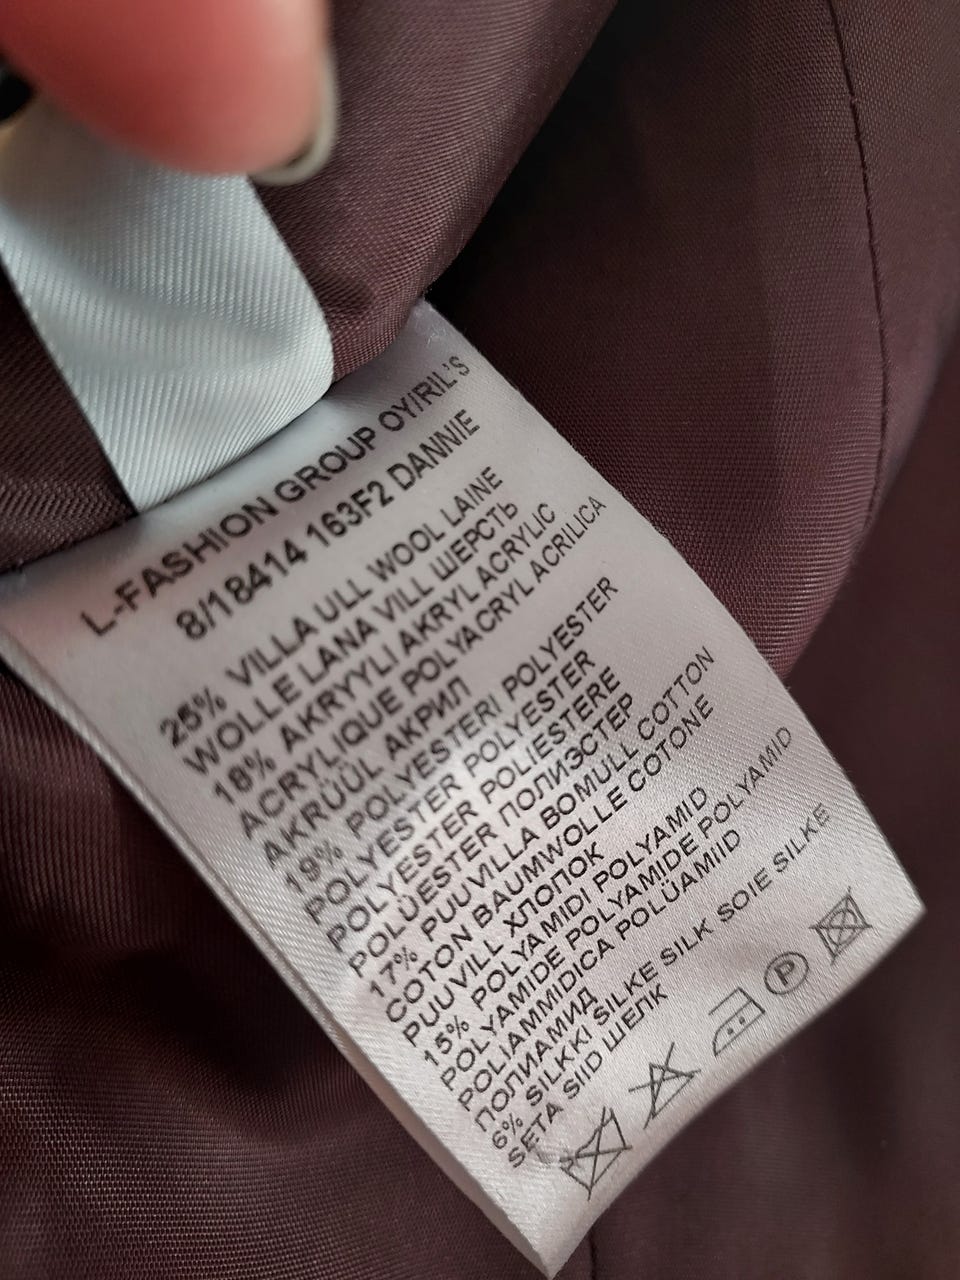 L-FASHION GROUP OY/RIL'S
8/18414 163F2 DANNIE
25% VILLA ULL WOOL LAINE
WOLLE LANA VILL ШЕРСТЬ
18% AKRYYLI AKRYL ACRYLIC
ACRYLIQUE POLYACRYL ACRILICA
AKRÜÜL АКРИЛ
19% POLYESTERI POLYESTER
POLYESTER POLYESTER
POLYESTER POLIESTERE
POLÜESTER ПОЛИЭСТЕР
17% PUUVILLA BOMULL COTTON
COTON BAUMWOLLE COTONE
PUUVILL ХЛОПОК
15% POLYAMIDI POLYAMID
POLYAMIDE POLYAMIDE POLYAMID
POLIAMMIDICA POLÜAMIID
ПОЛИАМИД
6% SILKKI SILKE SILK SOIE SILKE
SETA SIID ШЕЛК
P